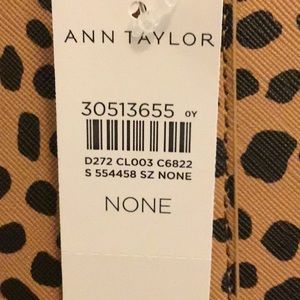 ANN TAYLOR
30513655 0Y
D272 CL003 C6822
S 554458 SZ NONE
NONE